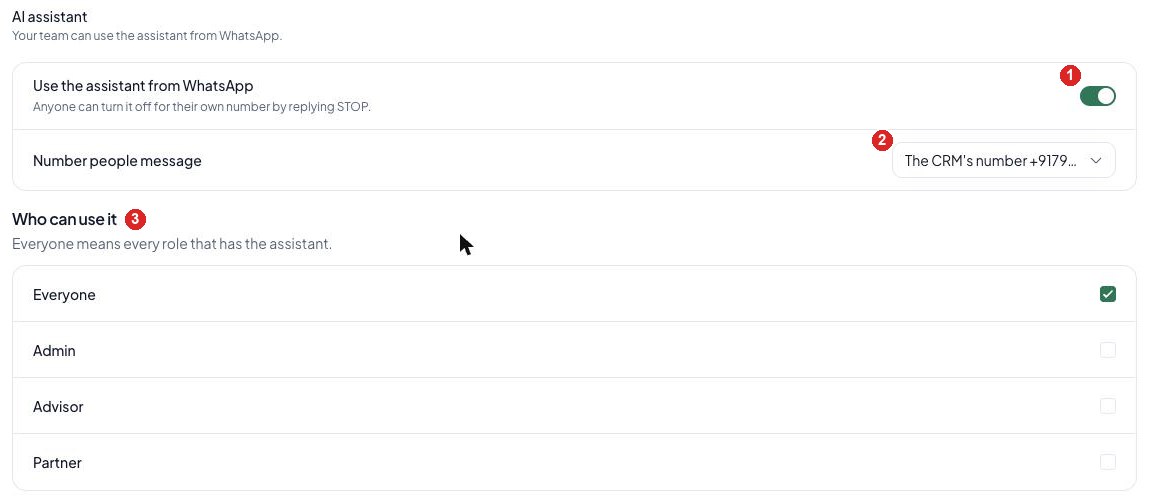 AI assistant
Your team can use the assistant from WhatsApp.
Use the assistant from WhatsApp
1
Anyone can turn it off for their own number by replying STOP.
Number people message
2
The CRM's number +9179...
Who can use it 3
Everyone means every role that has the assistant.
Everyone
Admin
Advisor
Partner